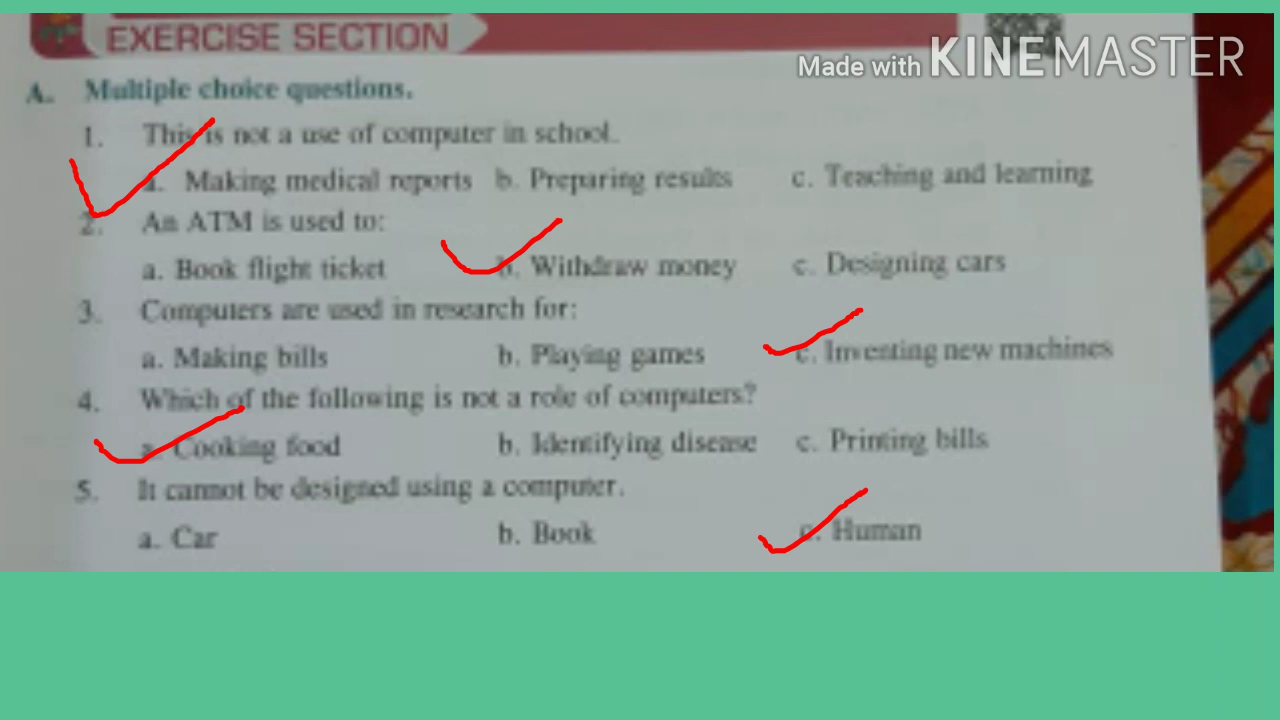 EXERCISE SECTION
Made with KINEMASTER
A. Multiple choice questions.
1. This is not a use of computer in school.
a. Making medical reports b. Preparing results c. Teaching and learning
2. An ATM is used to:
a. Book flight ticket b. Withdraw money c. Designing cars
3. Computers are used in research for:
a. Making bills b. Playing games c. Inventing new machines
4. Which of the following is not a role of computers?
a. Cooking food b. Identifying disease c. Printing bills
5. It cannot be designed using a computer.
a. Car b. Book c. Human